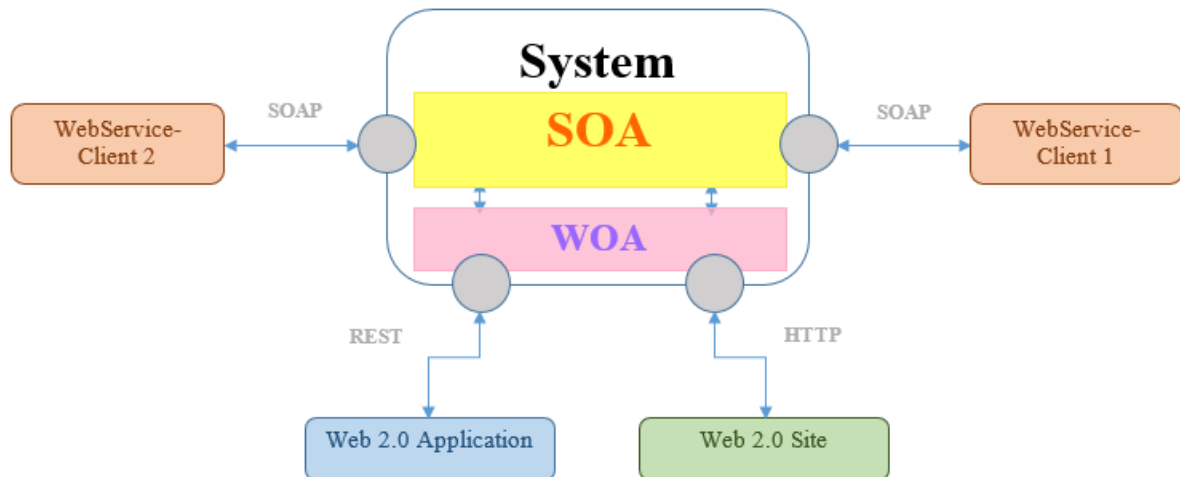 System
SOAP
SOA
SOAP
WebService-
Client 2
WebService-
Client 1
WOA
REST
HTTP
Web 2.0 Application
Web 2.0 Site